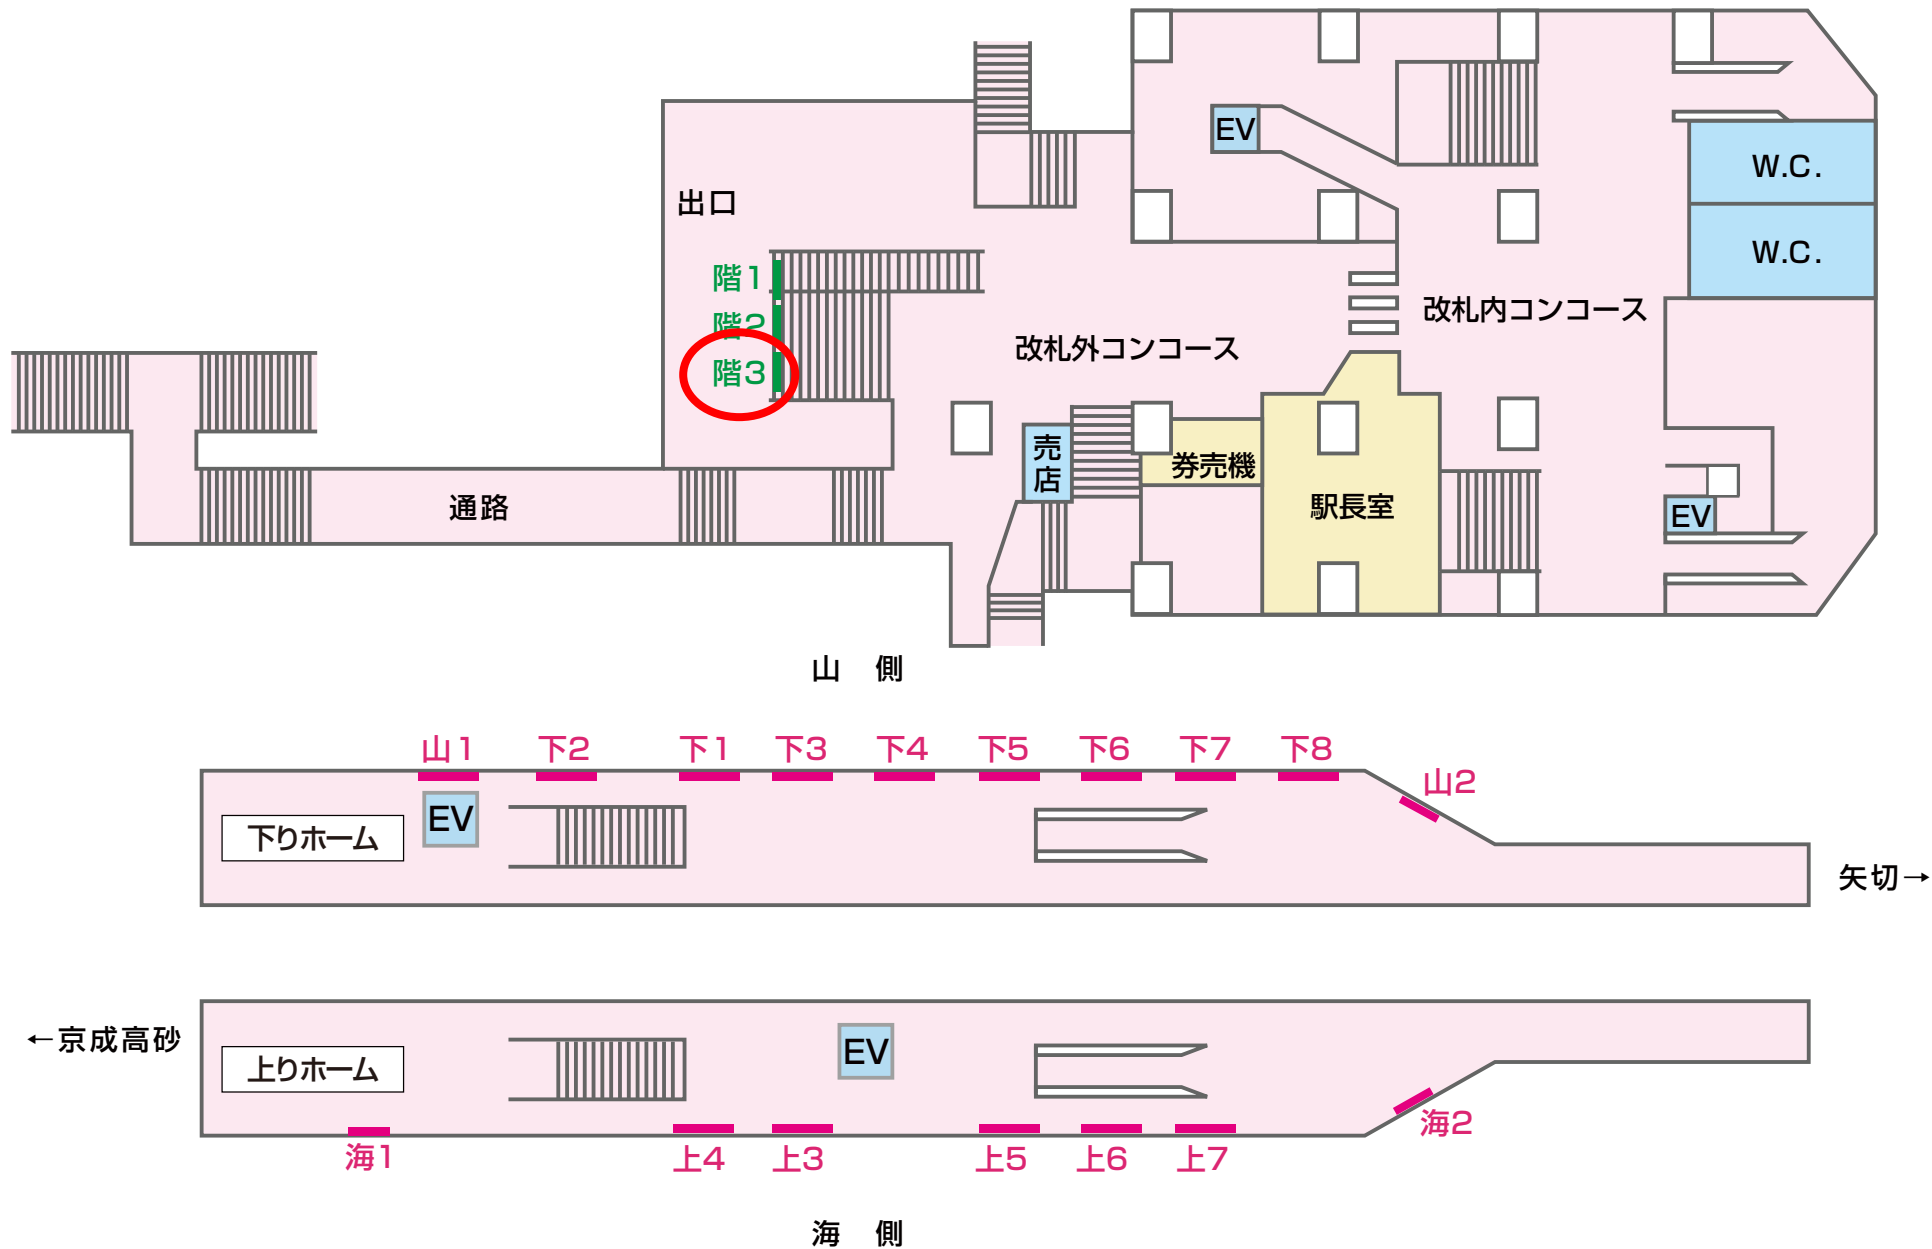 EV
W.C.
出口
W.C.
階1
改札内コンコース
階2
改札外コンコース
階3
売店
券売機
駅長室
通路
EV
山 側
山1
下2
下1
下3
下4
下5
下6
下7
下8
山2
EV
下りホーム
矢切→
←京成高砂
EV
上りホーム
海2
海1
上4
上3
上5
上6
上7
海 側